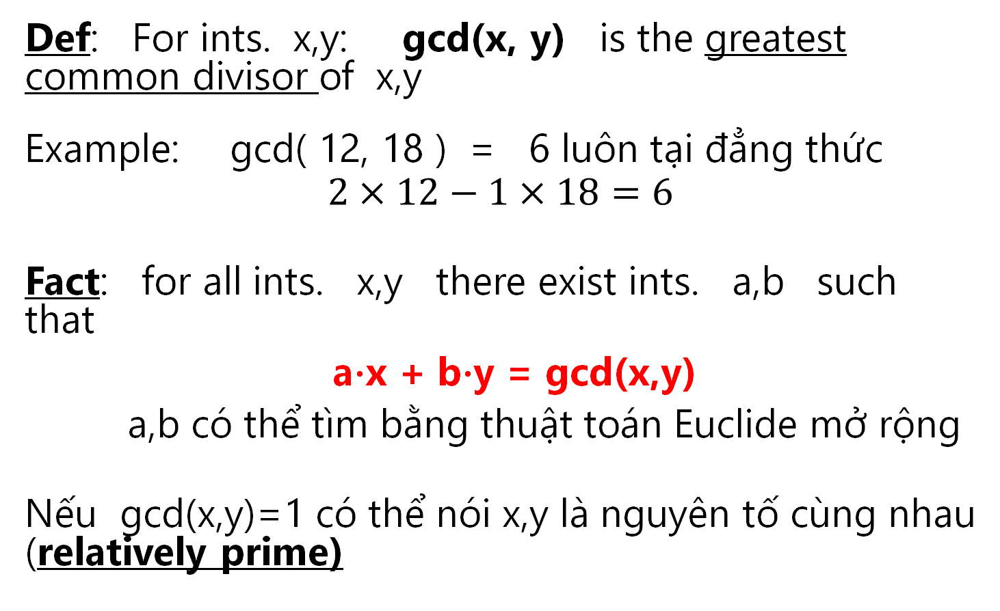 Def: For ints. x,y: gcd(x, y) is the greatest
common divisor of x,y
Example: gcd( 12, 18 ) = 6 luôn tại đẳng thức
2 × 12 − 1 × 18 = 6
Fact: for all ints. x,y there exist ints. a,b such
that
a·x + b·y = gcd(x,y)
a,b có thể tìm bằng thuật toán Euclide mở rộng
Nếu gcd(x,y)=1 có thể nói x,y là nguyên tố cùng nhau
(relatively prime)